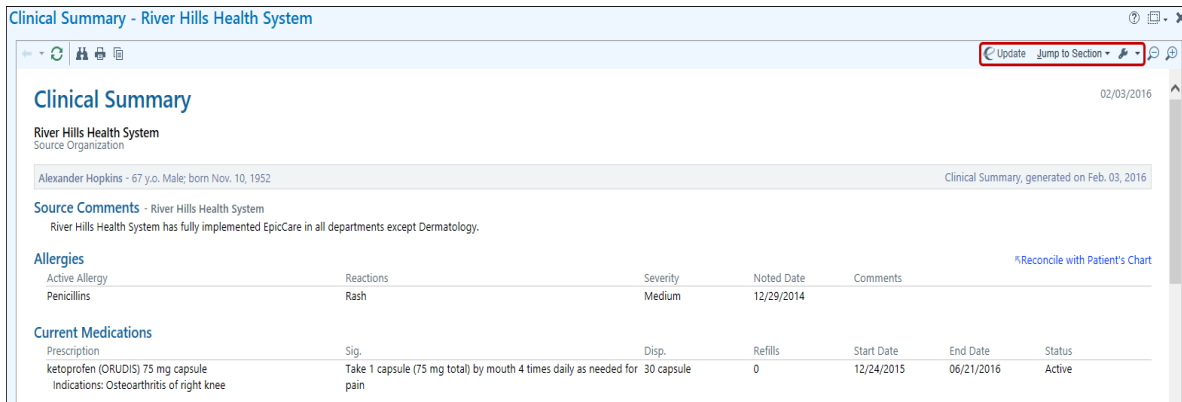 Clinical Summary - River Hills Health System
Update Jump to Section
Clinical Summary
02/03/2016
River Hills Health System
Source Organization
Alexander Hopkins - 67 y.o. Male; born Nov. 10, 1952 Clinical Summary, generated on Feb. 03, 2016
Source Comments - River Hills Health System
River Hills Health System has fully implemented EpicCare in all departments except Dermatology.
Allergies
Reconcile with Patient's Chart
Active Allergy Reactions Severity Noted Date Comments
Penicillins Rash Medium 12/29/2014
Current Medications
Prescription Sig. Disp. Refills Start Date End Date Status
ketoprofen (ORUDIS) 75 mg capsule Take 1 capsule (75 mg total) by mouth 4 times daily as needed for 30 capsule 0 12/24/2015 06/21/2016 Active
Indications: Osteoarthritis of right knee pain